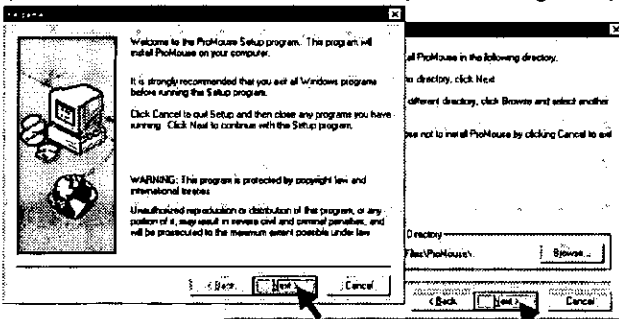 Welcome
Welcome to the ProMouse Setup program. This program will
install ProMouse on your computer.
It is strongly recommended that you exit all Windows programs
before running this Setup program.
Click Cancel to quit Setup and then close any programs you have
running. Click Next to continue with the Setup program.
WARNING: This program is protected by copyright law and
international treaties.
Unauthorized reproduction or distribution of this program, or any
portion of it, may result in severe civil and criminal penalties, and
will be prosecuted to the maximum extent possible under law.
< Back
Next >
Cancel
all ProMouse in the following directory.
directory, click Next
different directory, click Browse and select another
not to install ProMouse by clicking Cancel to exit
Directory
Files\ProMouse\
Browse...
< Back
Next >
Cancel